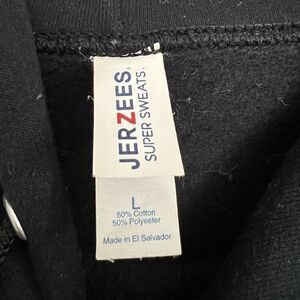 JERZEES
SUPER SWEATS.
L
50% Cotton
50% Polyester
Made in El Salvador